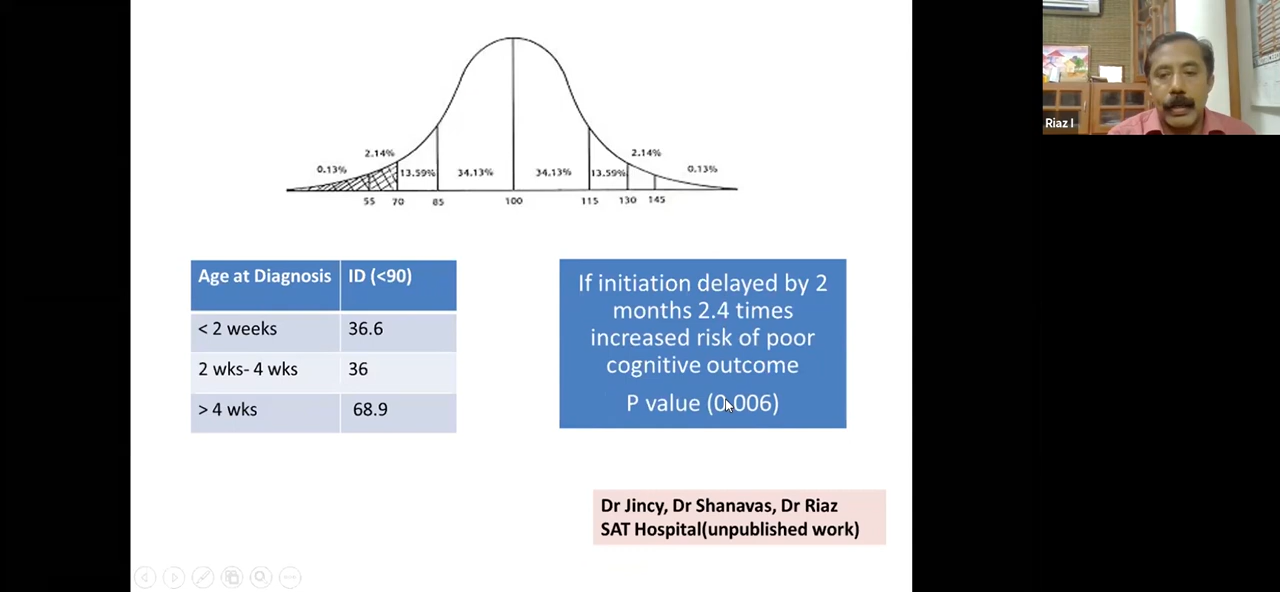 2.14%
2.14%
0.13%
13.59%
34.13%
34.13%
13.59%
0.13%
55
70
85
100
115
130
145
Age at Diagnosis
ID (<90)
< 2 weeks
36.6
2 wks- 4 wks
36
> 4 wks
68.9
If initiation delayed by 2
months 2.4 times
increased risk of poor
cognitive outcome
P value (0.006)
Dr Jincy, Dr Shanavas, Dr Riaz
SAT Hospital(unpublished work)
Riaz I